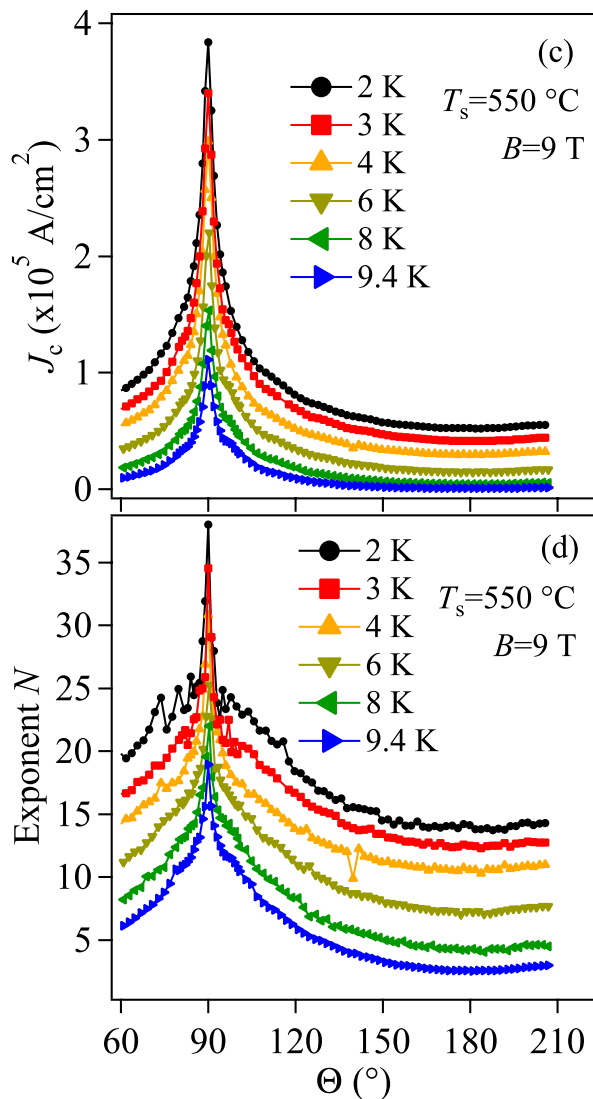 4
3
2
1
0
J_c (x10^5 A/cm^2)
(c)
2 K
3 K
4 K
6 K
8 K
9.4 K
T_s=550 °C
B=9 T
35
30
25
20
15
10
5
Exponent N
(d)
2 K
3 K
4 K
6 K
8 K
9.4 K
T_s=550 °C
B=9 T
60 90 120 150 180 210
Θ (°)